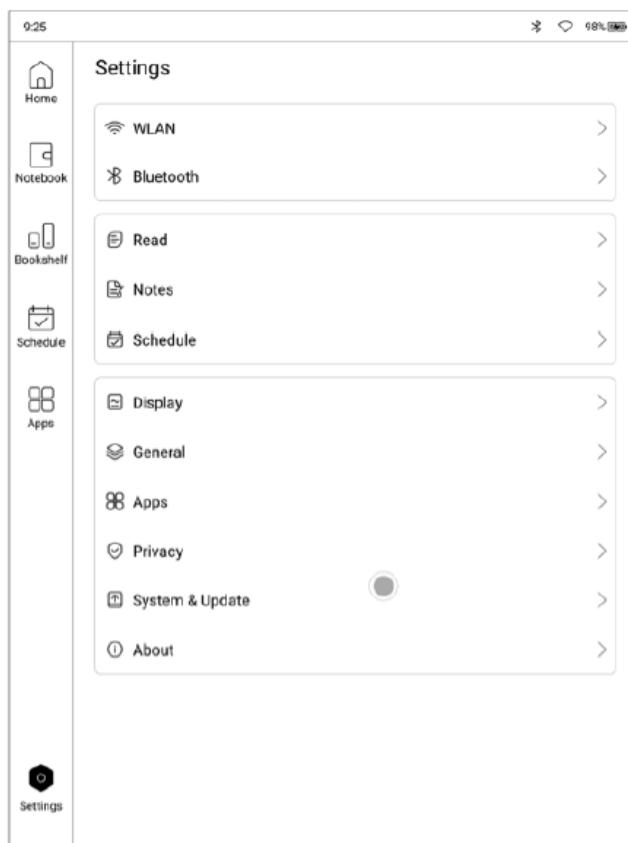 9:25 98%
Settings
Home
WLAN
Bluetooth
Notebook
Read
Bookshelf
Notes
Schedule
Schedule
Display
Apps
General
Apps
Privacy
System & Update
About
Settings